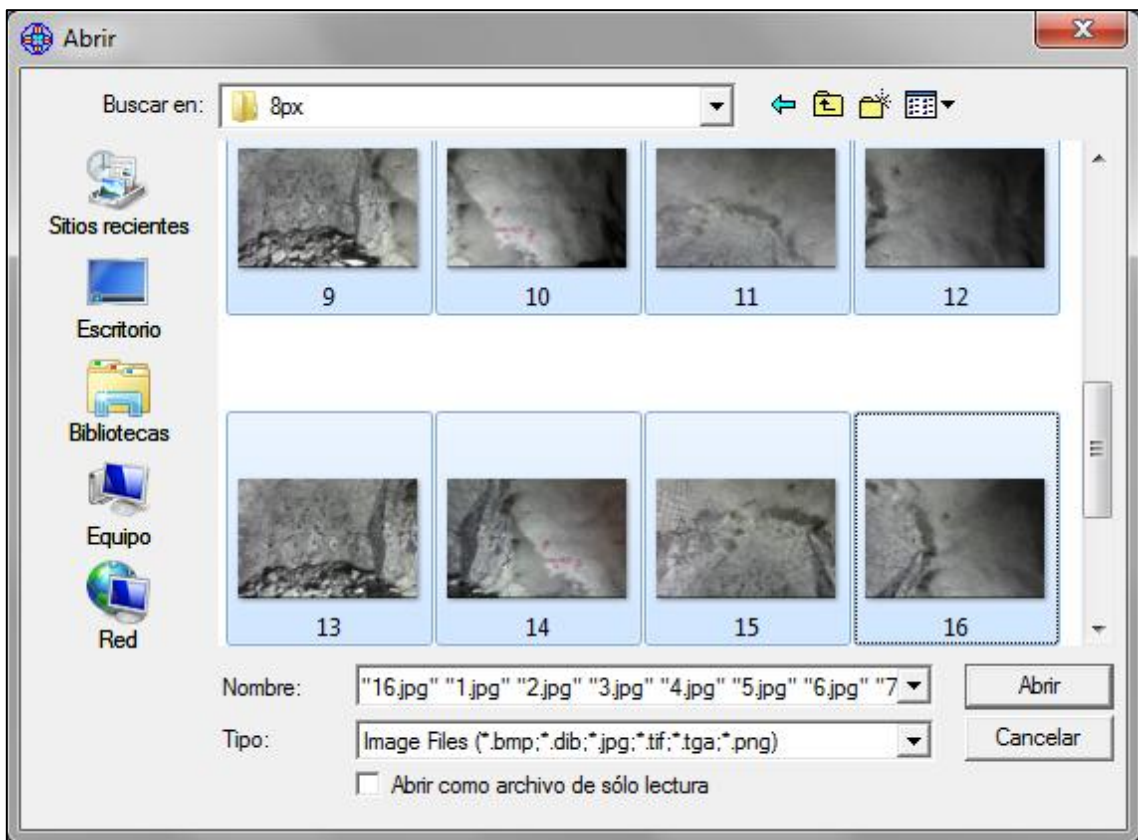 Abrir
Buscar en: 8px
Sitios recientes
Escritorio
Bibliotecas
Equipo
Red
9 10 11 12
13 14 15 16
Nombre: "16.jpg" "1.jpg" "2.jpg" "3.jpg" "4.jpg" "5.jpg" "6.jpg" "7 Abrir
Tipo: Image Files (*.bmp;*.dib;*.jpg;*.tif;*.tga;*.png) Cancelar
Abrir como archivo de sólo lectura